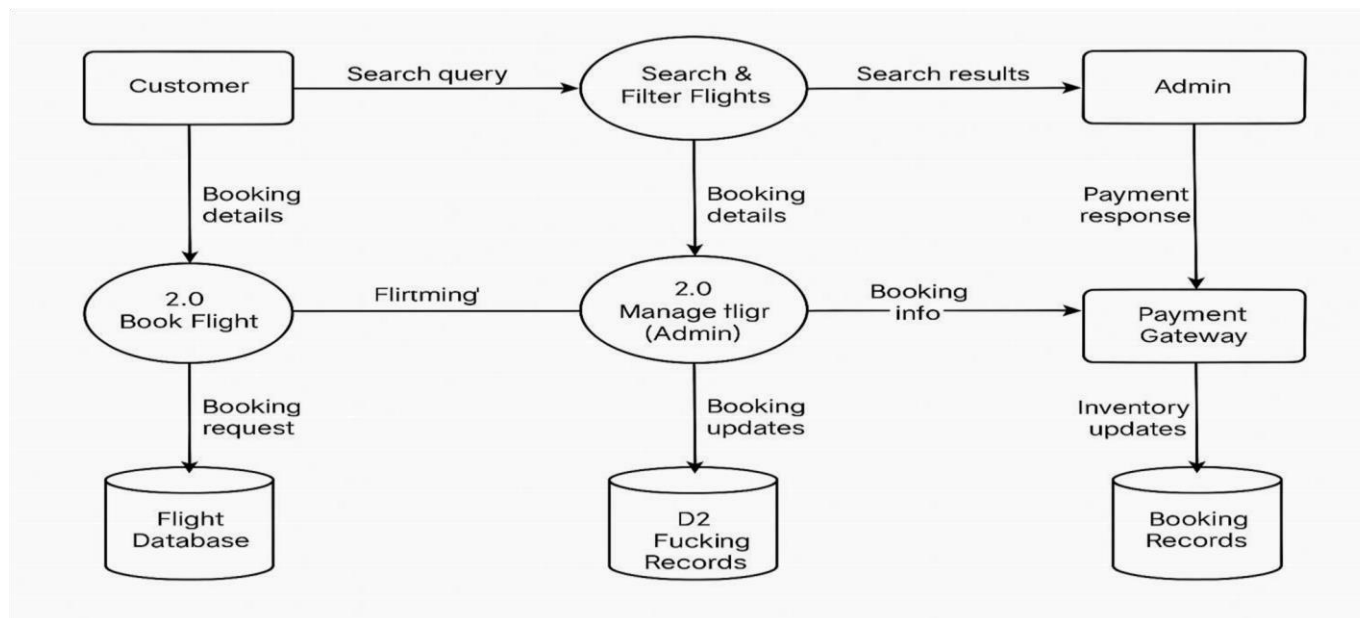 Customer
Search query
Search &
Filter Flights
Search results
Admin
Booking
details
Booking
details
Payment
response
2.0
Book Flight
Flirtming'
2.0
Manage tligr
(Admin)
Booking
info
Payment
Gateway
Booking
request
Booking
updates
Inventory
updates
Flight
Database
D2
Fucking
Records
Booking
Records